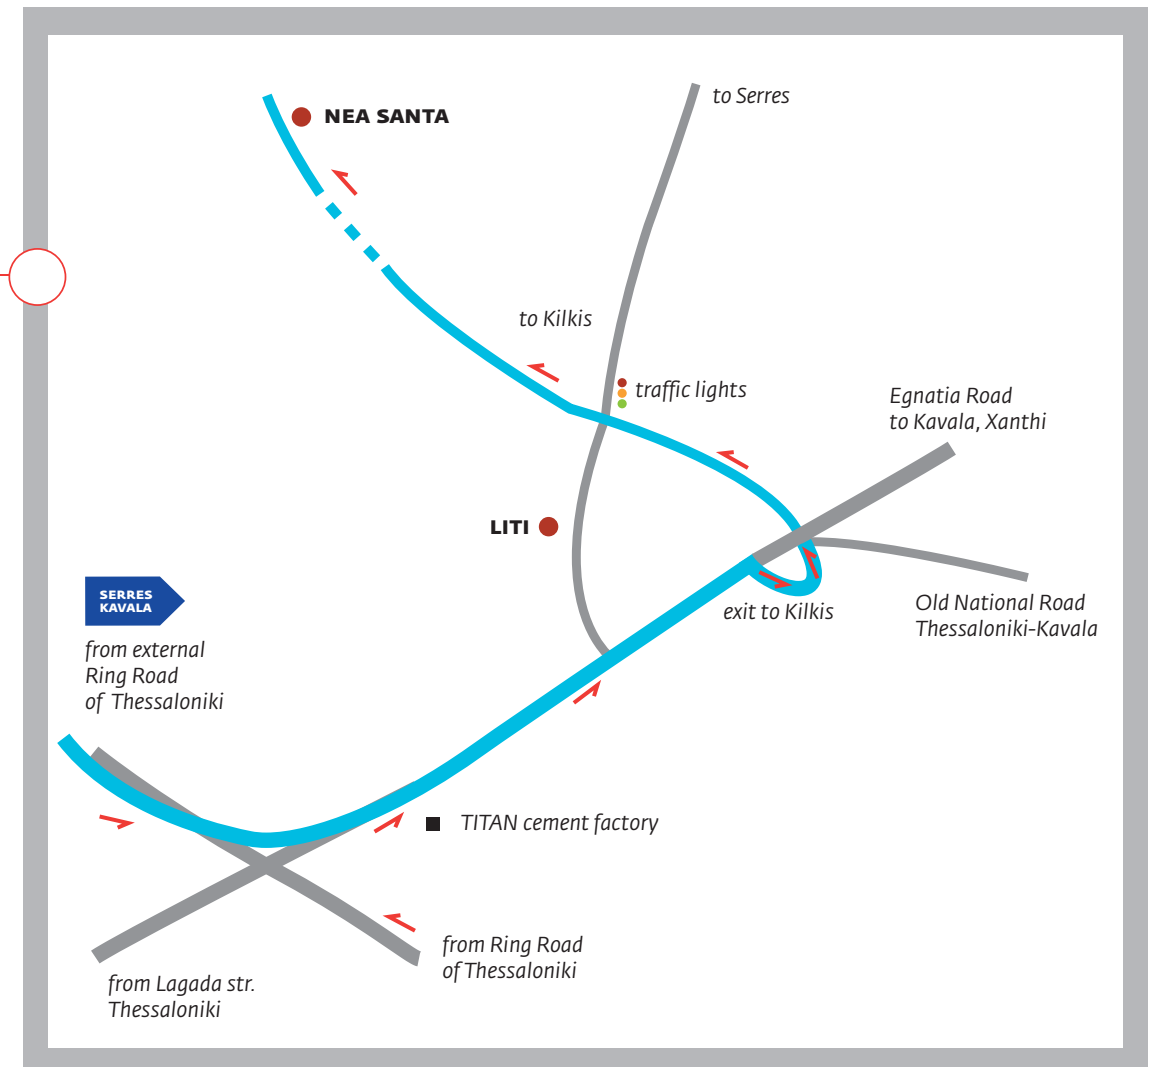 to Serres
NEA SANTA
to Kilkis
traffic lights
Egnatia Road
to Kavala, Xanthi
LITI
SERRES
KAVALA
exit to Kilkis
Old National Road
Thessaloniki-Kavala
from external
Ring Road
of Thessaloniki
TITAN cement factory
from Ring Road
of Thessaloniki
from Lagada str.
Thessaloniki